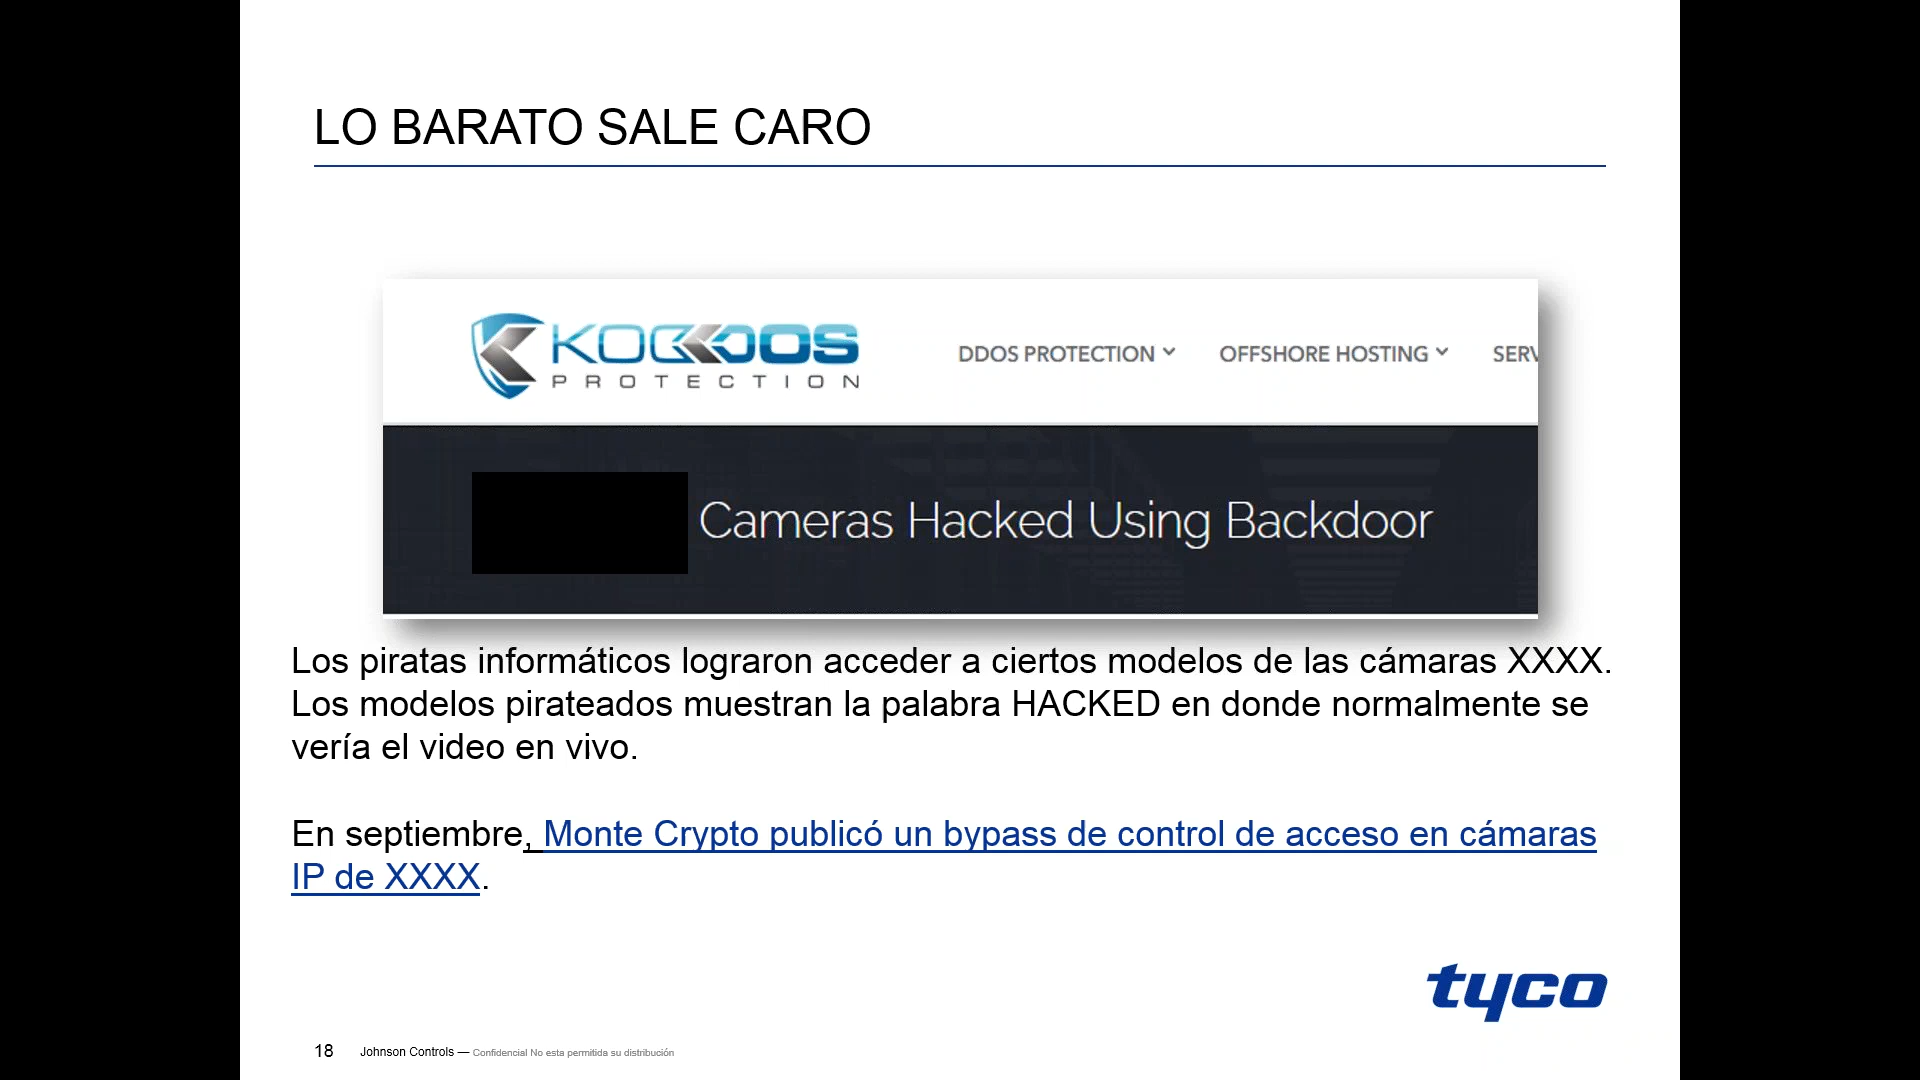 LO BARATO SALE CARO
KODDOS
PROTECTION
DDOS PROTECTION
OFFSHORE HOSTING
SERV
Cameras Hacked Using Backdoor
Los piratas informáticos lograron acceder a ciertos modelos de las cámaras XXXX.
Los modelos pirateados muestran la palabra HACKED en donde normalmente se
vería el video en vivo.
En septiembre, Monte Crypto publicó un bypass de control de acceso en cámaras
IP de XXXX.
tyco
18 Johnson Controls — Confidencial No esta permitida su distribución